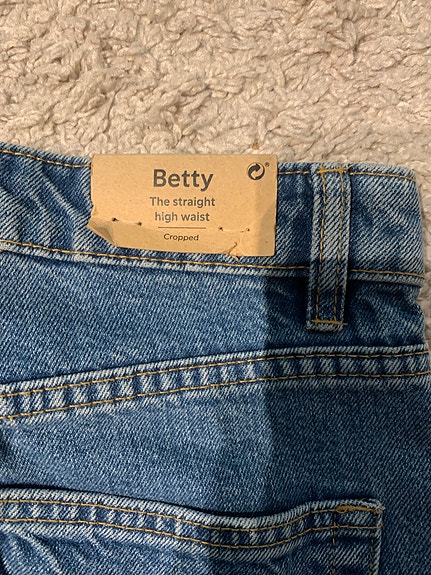 Betty
The straight
high waist
Cropped